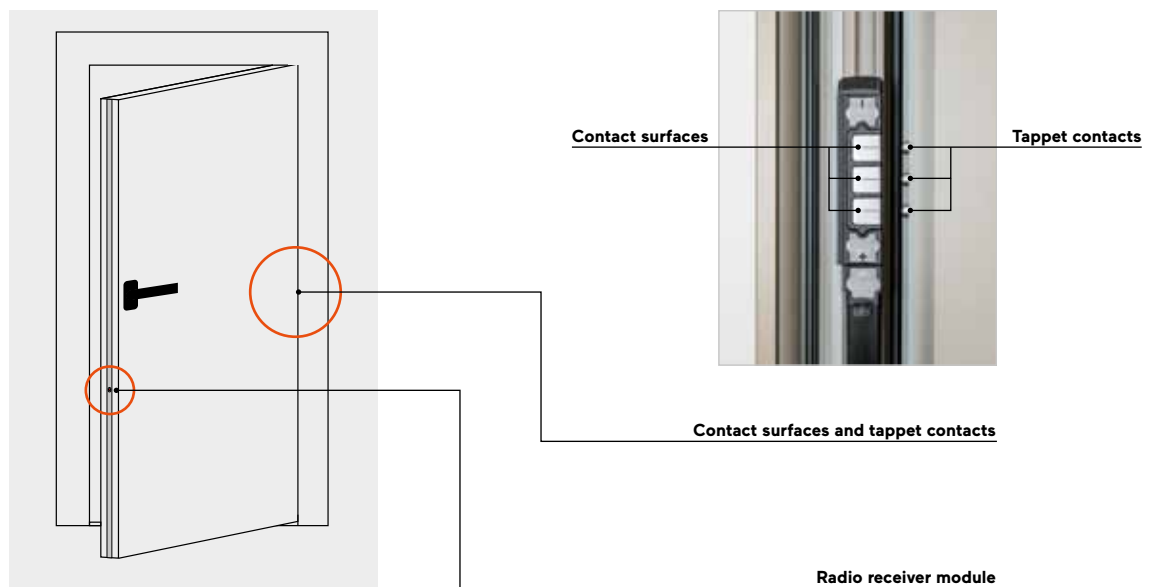 Contact surfaces
Tappet contacts
Contact surfaces and tappet contacts
Radio receiver module